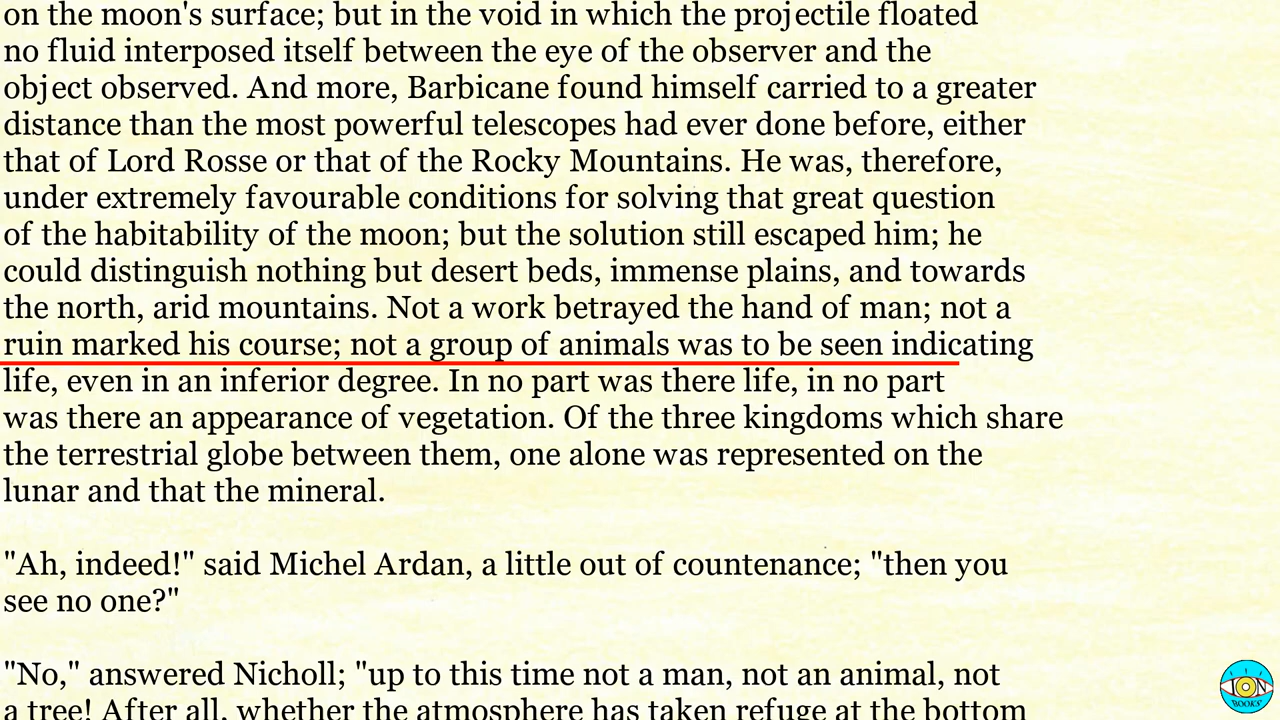 on the moon's surface; but in the void in which the projectile floated
no fluid interposed itself between the eye of the observer and the
object observed. And more, Barbicane found himself carried to a greater
distance than the most powerful telescopes had ever done before, either
that of Lord Rosse or that of the Rocky Mountains. He was, therefore,
under extremely favourable conditions for solving that great question
of the habitability of the moon; but the solution still escaped him; he
could distinguish nothing but desert beds, immense plains, and towards
the north, arid mountains. Not a work betrayed the hand of man; not a
ruin marked his course; not a group of animals was to be seen indicating
life, even in an inferior degree. In no part was there life, in no part
was there an appearance of vegetation. Of the three kingdoms which share
the terrestrial globe between them, one alone was represented on the
lunar and that the mineral.
"Ah, indeed!" said Michel Ardan, a little out of countenance; "then you
see no one?"
"No," answered Nicholl; "up to this time not a man, not an animal, not
a tree! After all, whether the atmosphere has taken refuge at the bottom
ION
BOOKS